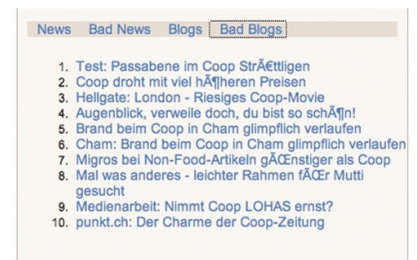 News Bad News Blogs Bad Blogs
1. Test: Passabene im Coop StrÃ€ttligen
2. Coop droht mit viel hÃ¶heren Preisen
3. Hellgate: London - Riesiges Coop-Movie
4. Augenblick, verweile doch, du bist so schÃ¶n!
5. Brand beim Coop in Cham glimpflich verlaufen
6. Cham: Brand beim Coop in Cham glimpflich verlaufen
7. Migros bei Non-Food-Artikeln gÃŒnstiger als Coop
8. Mal was anderes - leichter Rahmen fÃŒr Mutti
gesucht
9. Medienarbeit: Nimmt Coop LOHAS ernst?
10. punkt.ch: Der Charme der Coop-Zeitung